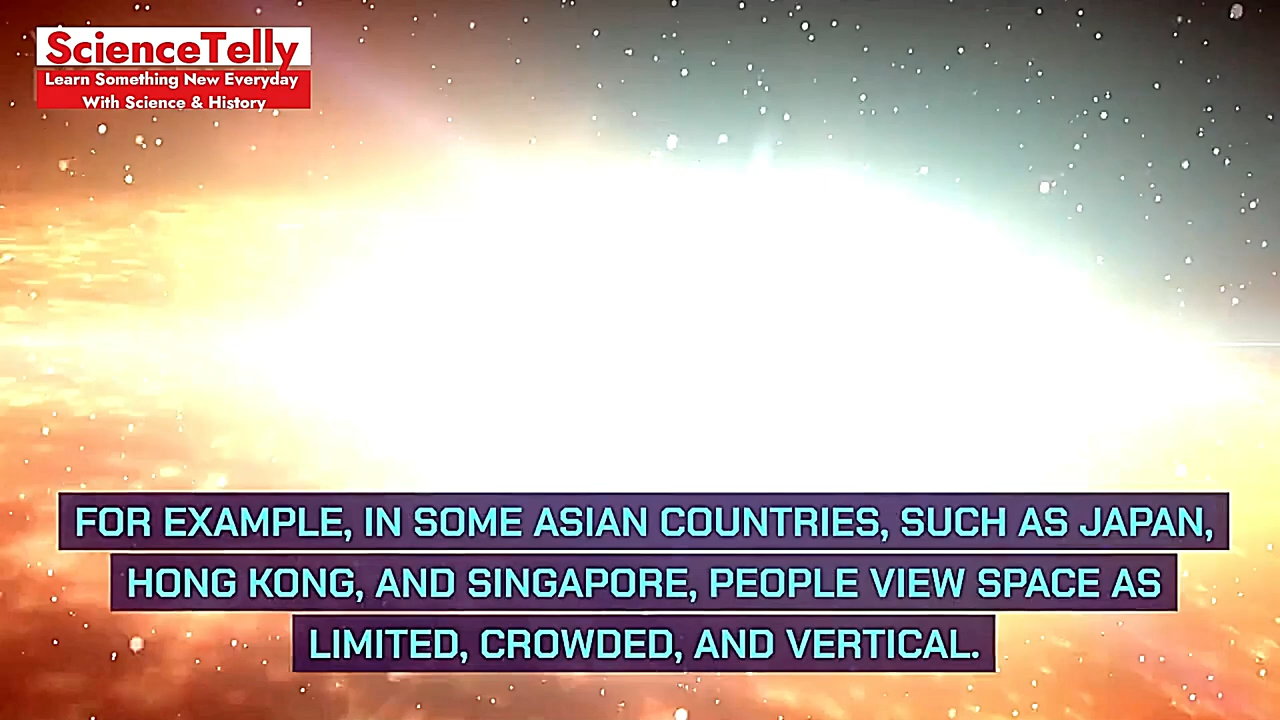 ScienceTelly
Learn Something New Everyday
With Science & History
FOR EXAMPLE, IN SOME ASIAN COUNTRIES, SUCH AS JAPAN,
HONG KONG, AND SINGAPORE, PEOPLE VIEW SPACE AS
LIMITED, CROWDED, AND VERTICAL.